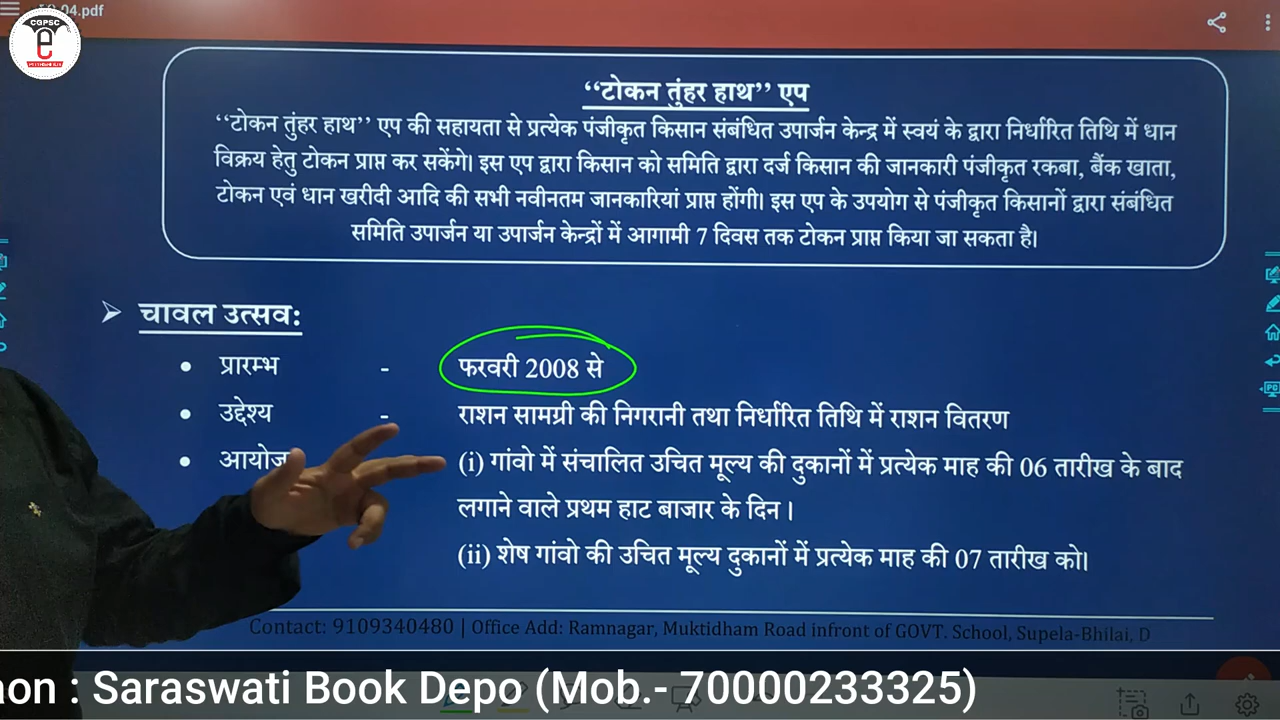 04.pdf
CGPSC
e
“टोकन तुंहर हाथ” एप
“टोकन तुंहर हाथ” एप की सहायता से प्रत्येक पंजीकृत किसान संबंधित उपार्जन केन्द्र में स्वयं के द्वारा निर्धारित तिथि में धान
विक्रय हेतु टोकन प्राप्त कर सकेंगे। इस एप द्वारा किसान को समिति द्वारा दर्ज किसान की जानकारी पंजीकृत रकबा, बैंक खाता,
टोकन एवं धान खरीदी आदि की सभी नवीनतम जानकारियां प्राप्त होंगी। इस एप के उपयोग से पंजीकृत किसानों द्वारा संबंधित
समिति उपार्जन या उपार्जन केन्द्रों में आगामी 7 दिवस तक टोकन प्राप्त किया जा सकता है।
➢ चावल उत्सव:
• प्रारम्भ - फरवरी 2008 से
• उद्देश्य - राशन सामग्री की निगरानी तथा निर्धारित तिथि में राशन वितरण
• आयोज (i) गांवो में संचालित उचित मूल्य की दुकानों में प्रत्येक माह की 06 तारीख के बाद
लगाने वाले प्रथम हाट बाजार के दिन ।
(ii) शेष गांवो की उचित मूल्य दुकानों में प्रत्येक माह की 07 तारीख को।
Contact: 9109340480 | Office Add: Ramnagar, Muktidham Road infront of GOVT. School, Supela-Bhilai, D
aon : Saraswati Book Depo (Mob.- 70000233325)